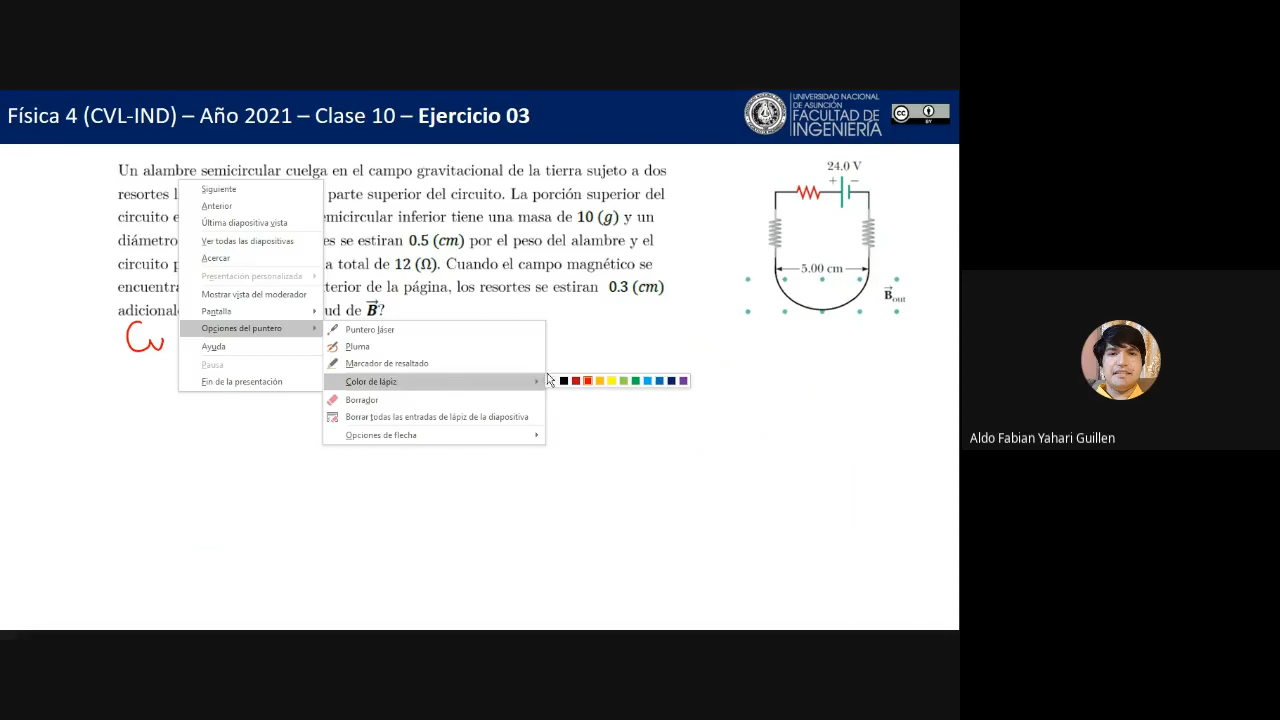 Física 4 (CVL-IND) – Año 2021 – Clase 10 – Ejercicio 03
UNIVERSIDAD NACIONAL
DE ASUNCIÓN
FACULTAD DE
INGENIERÍA
cc
BY
Un alambre semicircular cuelga en el campo gravitacional de la tierra sujeto a dos
resortes parte superior del circuito. La porción superior del
circuito semicircular inferior tiene una masa de 10 (g) y un
diámetro se estiran 0.5 (cm) por el peso del alambre y el
circuito total de 12 (Ω). Cuando el campo magnético se
encuentra de la página, los resortes se estiran 0.3 (cm)
de B⃗?
24.0 V
+ −
5.00 cm
B⃗out
Cu
Siguiente
Anterior
Última diapositiva vista
Ver todas las diapositivas
Acercar
Presentación personalizada
Mostrar vista del moderador
Pantalla
Opciones del puntero
Ayuda
Pausa
Fin de la presentación
Puntero láser
Pluma
Marcador de resaltado
Color de lápiz
Borrador
Borrar todas las entradas de lápiz de la diapositiva
Opciones de flecha
Aldo Fabian Yahari Guillen